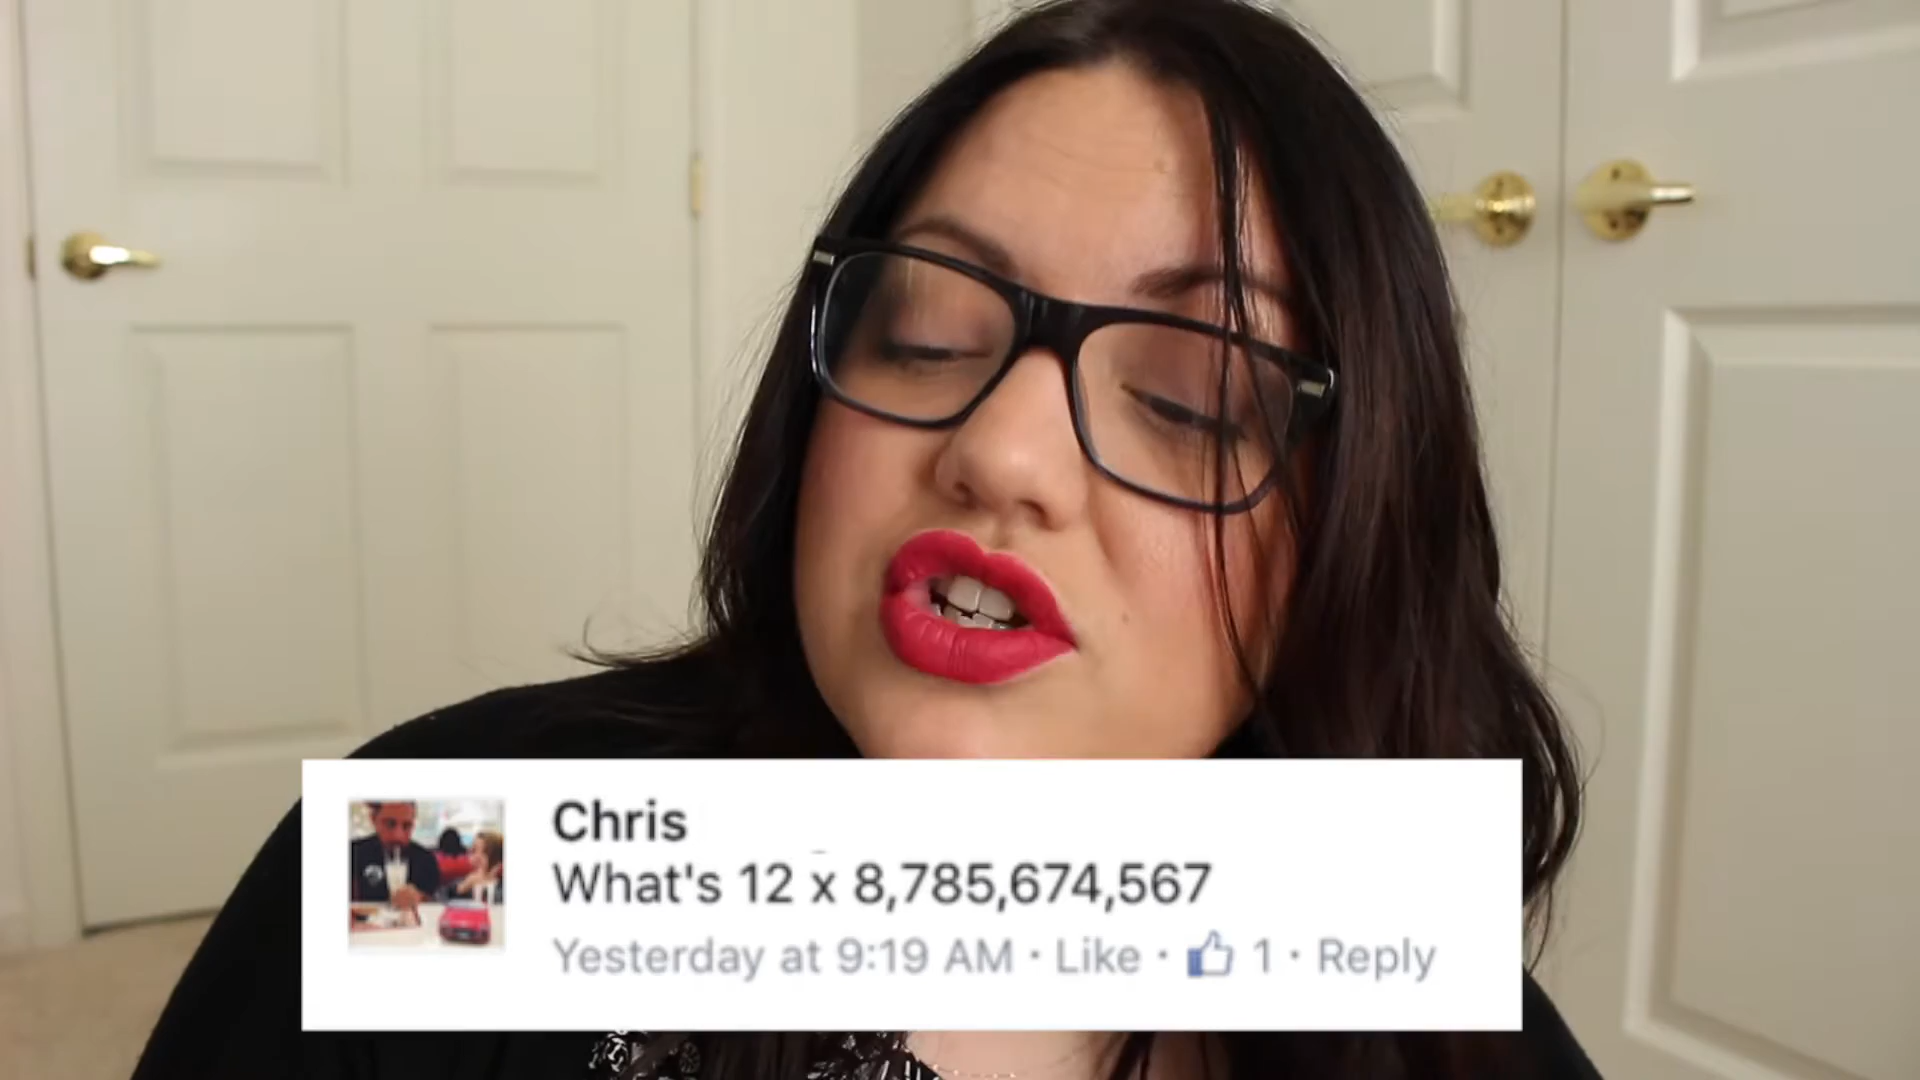 Chris
What's 12 x 8,785,674,567
Yesterday at 9:19 AM · Like · 1 · Reply